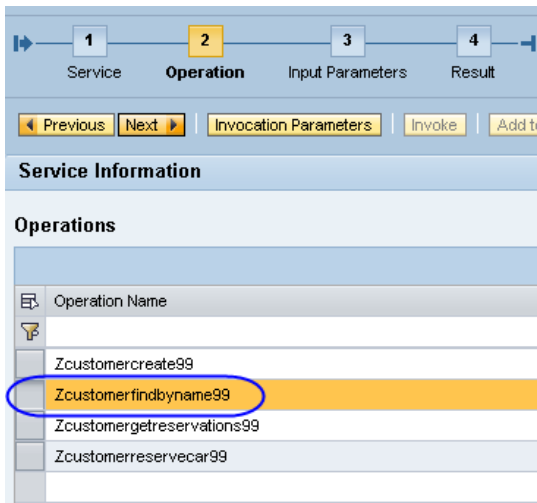 1 2 3 4
Service Operation Input Parameters Result
Previous Next Invocation Parameters Invoke Add t
Service Information
Operations
Operation Name
Zcustomercreate99
Zcustomerfindbyname99
Zcustomergetreservations99
Zcustomerreservecar99